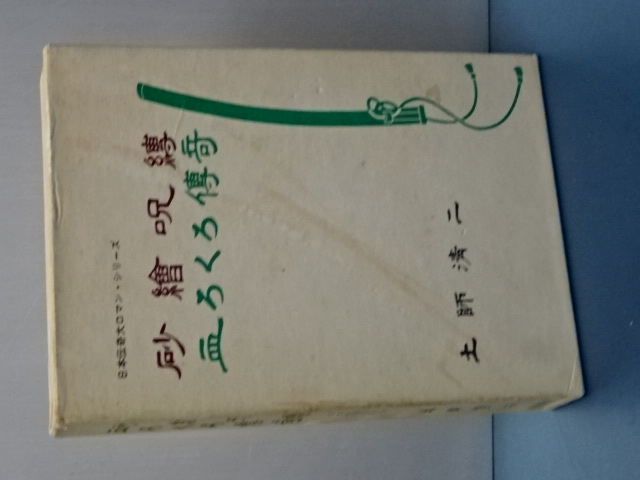 日本伝奇大ロマン・シリーズ
砂繪呪縛
血ろくろ傳奇
土師清二